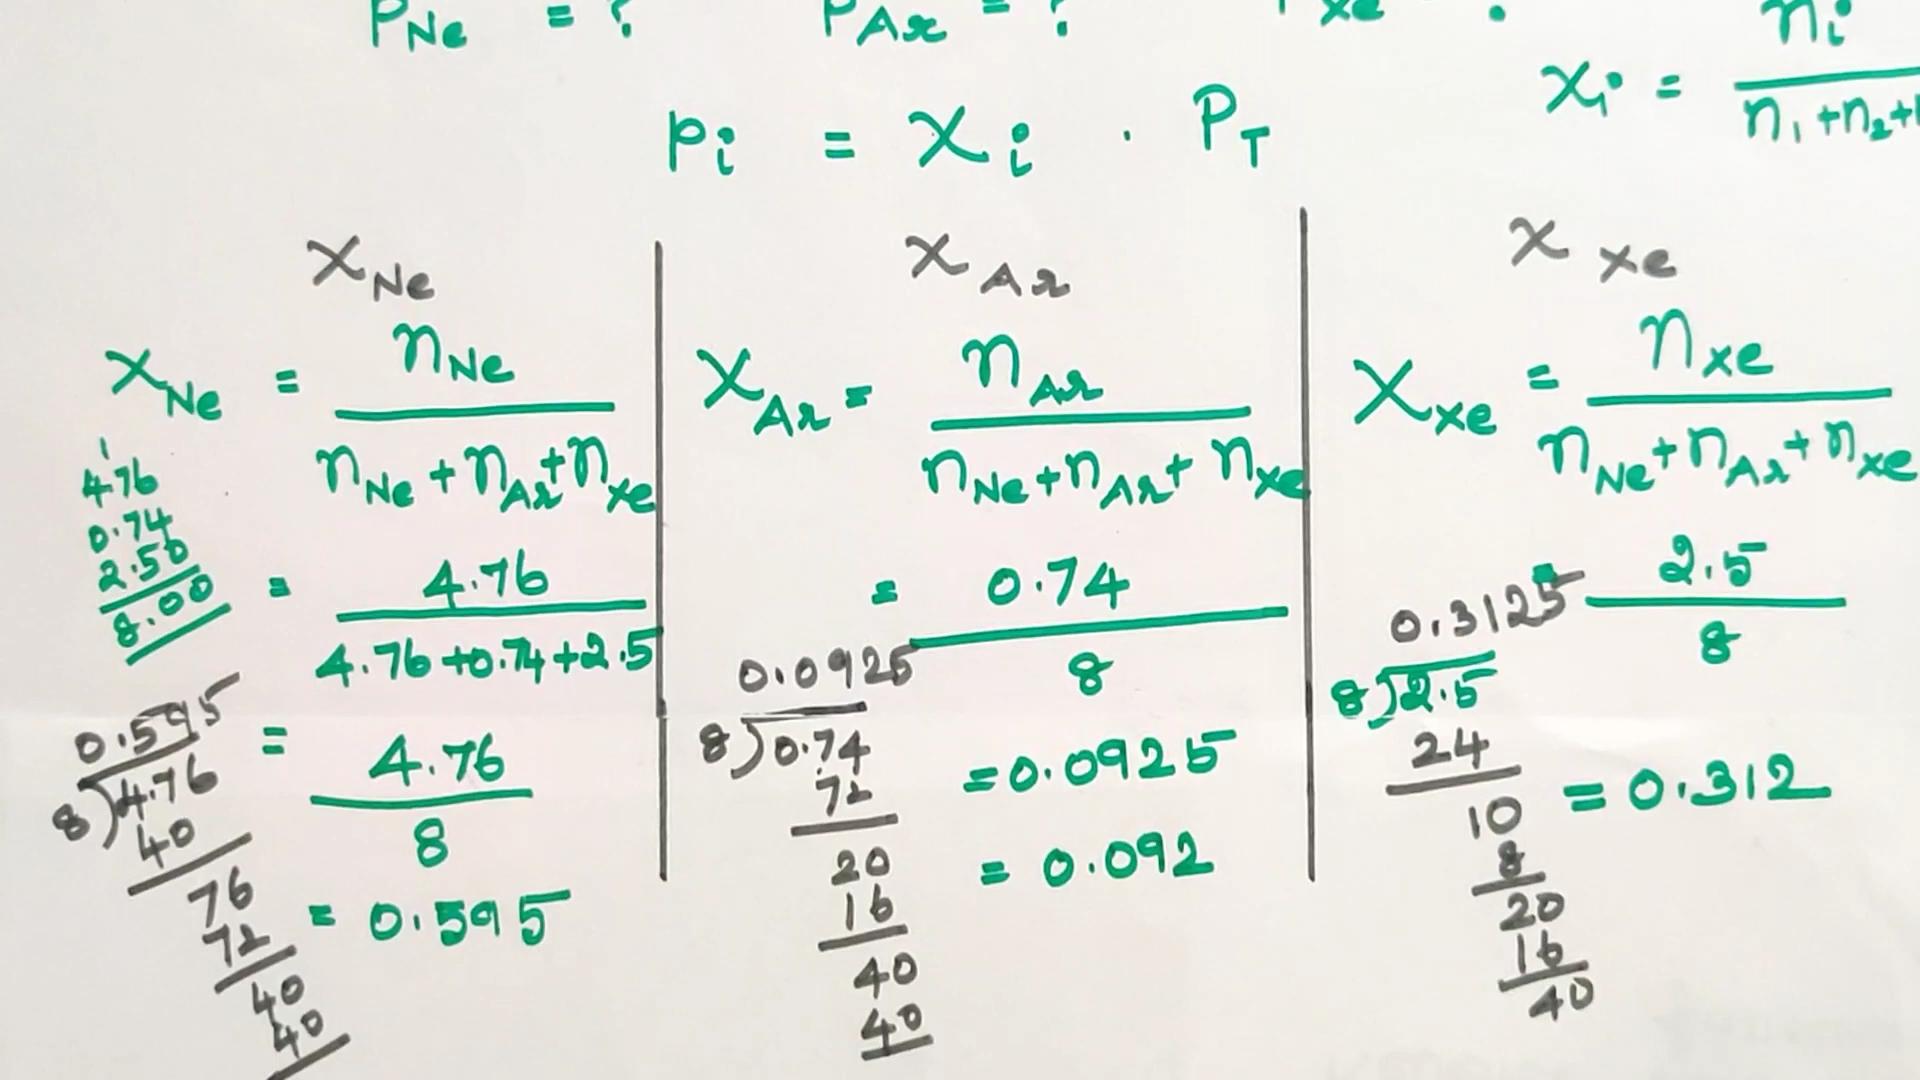 PNe = ? PAr = ? Xe
xi = ni / n1+n2+
Pi = xi . PT
xNe
xNe = nNe / nNe + nAr + nXe
4.76
0.74
2.50
8.00
= 4.76 / 4.76 + 0.74 + 2.5
= 4.76 / 8
= 0.595
0.595
8)4.76
40
76
72
40
40
xAr
xAr = nAr / nNe + nAr + nXe
= 0.74 / 8
= 0.0925
= 0.092
0.0925
8)0.74
72
20
16
40
40
xXe
xXe = nXe / nNe + nAr + nXe
2.5 / 8
= 0.312
0.3125
8)2.5
24
10
8
20
16
40